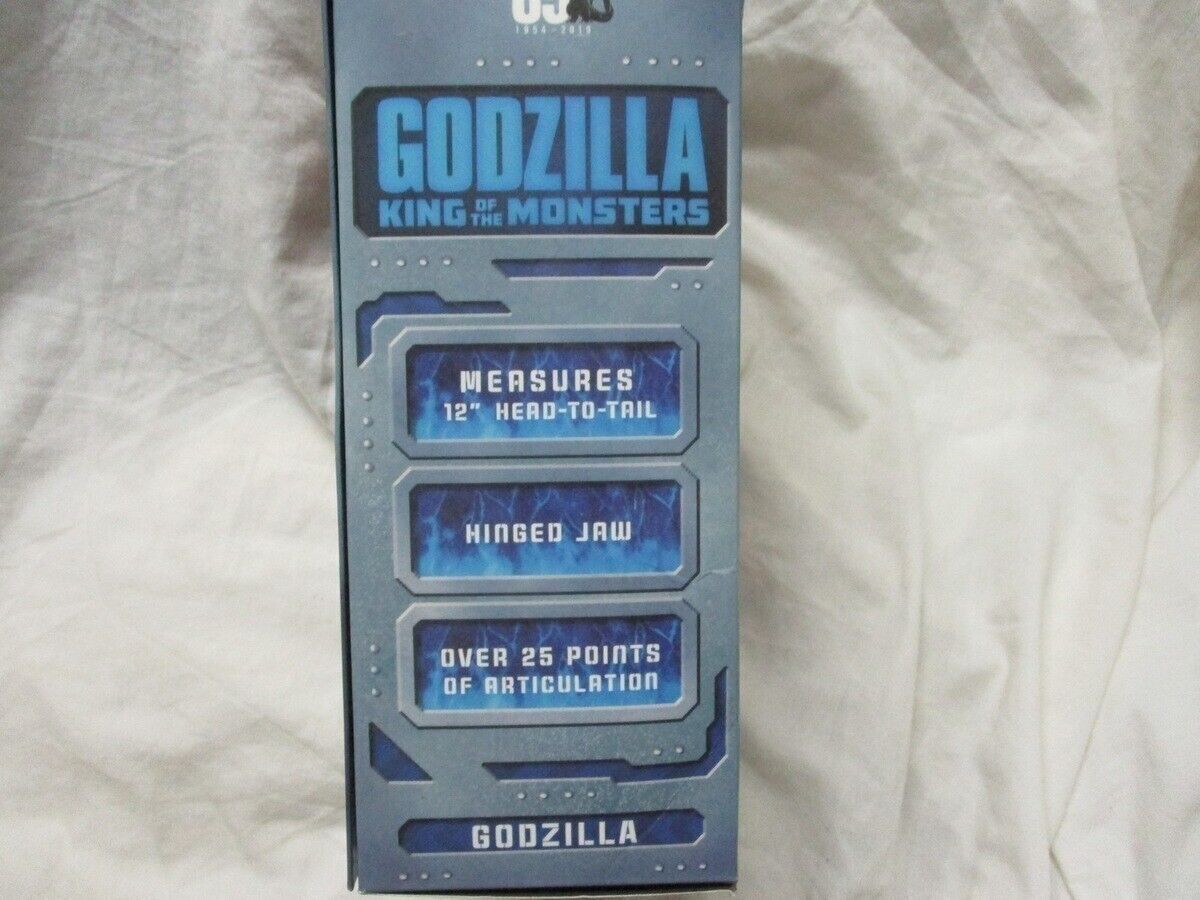 65
1954-2019
GODZILLA
KING OF THE MONSTERS
MEASURES
12" HEAD-TO-TAIL
HINGED JAW
OVER 25 POINTS
OF ARTICULATION
GODZILLA